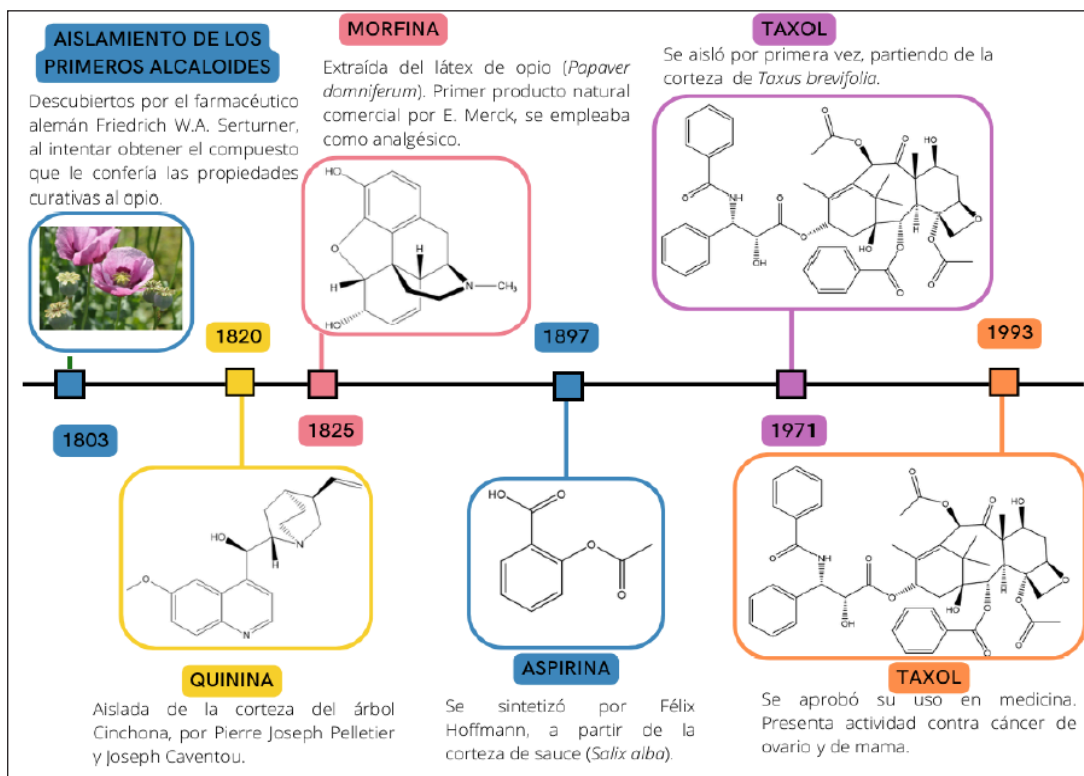 AISLAMIENTO DE LOS
PRIMEROS ALCALOIDES
Descubiertos por el farmacéutico
alemán Friedrich W.A. Serturner,
al intentar obtener el compuesto
que le confería las propiedades
curativas al opio.
1803
MORFINA
Extraída del látex de opio (Papaver
domniferum). Primer producto natural
comercial por E. Merck, se empleaba
como analgésico.
HO
O
H
H
N
CH₃
HO
1825
TAXOL
Se aisló por primera vez, partiendo de la
corteza de Taxus brevifolia.
O
O
O
HO
O
NH
O
O
O
OH
HO
O
H
O
O
O
O
1971
1820
HO
N
H
O
N
QUININA
Aislada de la corteza del árbol
Cinchona, por Pierre Joseph Pelletier
y Joseph Caventou.
1897
HO
O
O
O
ASPIRINA
Se sintetizó por Félix
Hoffmann, a partir de la
corteza de sauce (Salix alba).
1993
O
O
O
HO
O
NH
O
O
O
OH
HO
O
H
O
O
O
O
TAXOL
Se aprobó su uso en medicina.
Presenta actividad contra cáncer de
ovario y de mama.